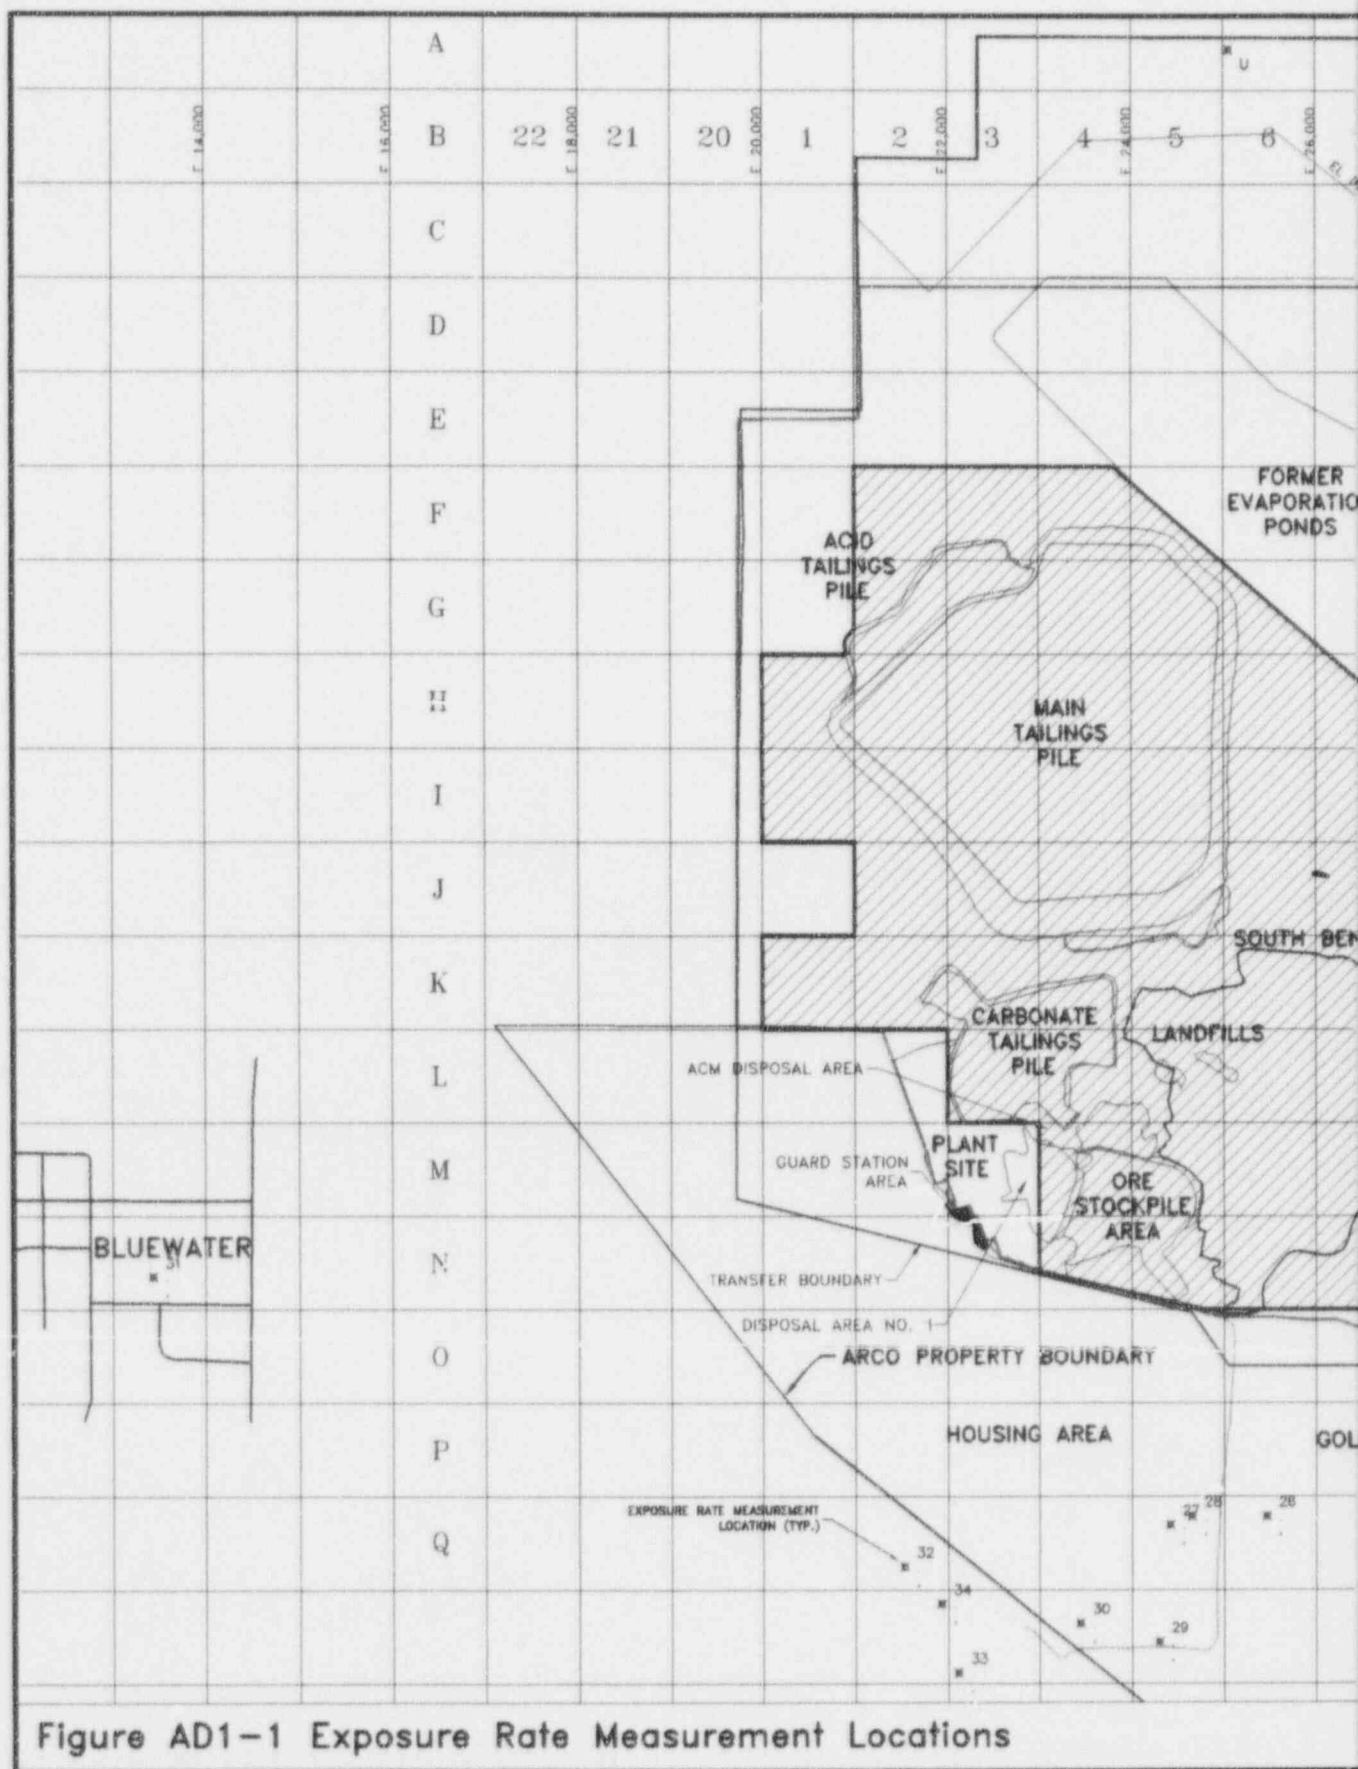 A
U
E 14,000
E 16,000
B
22
E 18,000
21
20
E 20,000
1
2
E 22,000
3
4
E 24,000
5
6
E 26,000
C
D
E
FORMER
EVAPORATIO
PONDS
F
ACID
TAILINGS
PILE
G
H
MAIN
TAILINGS
PILE
I
J
SOUTH BEN
K
CARBONATE
TAILINGS
PILE
LANDFILLS
L
ACM DISPOSAL AREA
M
PLANT
SITE
GUARD STATION
AREA
ORE
STOCKPILE
AREA
BLUEWATER
31
N
TRANSFER BOUNDARY
DISPOSAL AREA NO. 1
O
ARCO PROPERTY BOUNDARY
P
HOUSING AREA
GOL
EXPOSURE RATE MEASUREMENT
LOCATION (TYP.)
27
28
26
Q
32
34
30
29
33
Figure AD1-1 Exposure Rate Measurement Locations